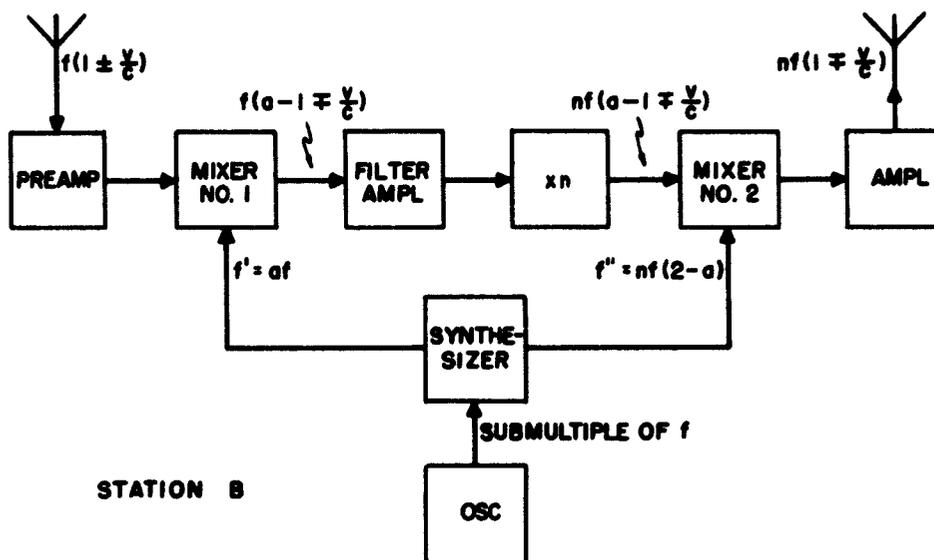 f(1 ± v/c)
nf(1 ∓ v/c)
f(a-1 ∓ v/c)
nf(a-1 ∓ v/c)
PREAMP
MIXER
NO. 1
FILTER
AMPL
xn
MIXER
NO. 2
AMPL
f' = af
f'' = nf(2-a)
SYNTHE-
SIZER
SUBMULTIPLE OF f
STATION B
OSC